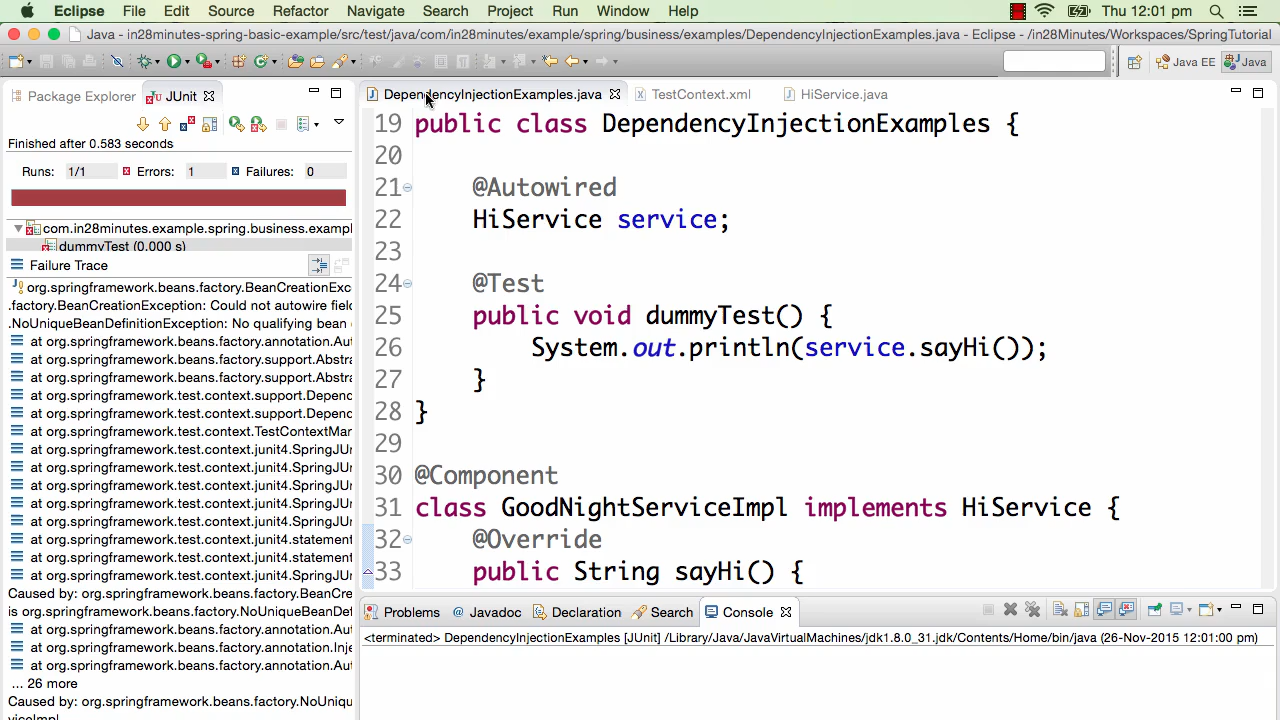 Eclipse File Edit Source Refactor Navigate Search Project Run Window Help Thu 12:01 pm
Java - in28minutes-spring-basic-example/src/test/java/com/in28minutes/example/spring/business/example/DependencyInjectionExamples.java - Eclipse - /in28Minutes/Workspaces/SpringTutorial
Java EE Java
Package Explorer JUnit
Finished after 0.583 seconds
Runs: 1/1 Errors: 1 Failures: 0
com.in28minutes.example.spring.business.exampl
dummyTest (0.000 s)
Failure Trace
org.springframework.beans.factory.BeanCreationExc
.factory.BeanCreationException: Could not autowire field
.NoUniqueBeanDefinitionException: No qualifying bean
at org.springframework.beans.factory.annotation.Aut
at org.springframework.beans.factory.support.Abstra
at org.springframework.beans.factory.support.Abstra
at org.springframework.test.context.support.Depend
at org.springframework.test.context.support.Depend
at org.springframework.test.context.TestContextMar
at org.springframework.test.context.junit4.SpringJU
at org.springframework.test.context.junit4.SpringJU
at org.springframework.test.context.junit4.SpringJU
at org.springframework.test.context.junit4.SpringJU
at org.springframework.test.context.junit4.SpringJU
at org.springframework.test.context.junit4.statement
at org.springframework.test.context.junit4.statement
at org.springframework.test.context.junit4.SpringJU
Caused by: org.springframework.beans.factory.BeanCrea
is org.springframework.beans.factory.NoUniqueBeanDef
at org.springframework.beans.factory.annotation.Aut
at org.springframework.beans.factory.annotation.Inje
at org.springframework.beans.factory.annotation.Aut
... 26 more
Caused by: org.springframework.beans.factory.NoUniqu
viceImpl
DependencyInjectionExamples.java TestContext.xml HiService.java
19 public class DependencyInjectionExamples {
20
21 @Autowired
22 HiService service;
23
24 @Test
25 public void dummyTest() {
26 System.out.println(service.sayHi());
27 }
28 }
29
30 @Component
31 class GoodNightServiceImpl implements HiService {
32 @Override
33 public String sayHi() {
Problems @ Javadoc Declaration Search Console
<terminated> DependencyInjectionExamples [JUnit] /Library/Java/JavaVirtualMachines/jdk1.8.0_31.jdk/Contents/Home/bin/java (26-Nov-2015 12:01:00 pm)